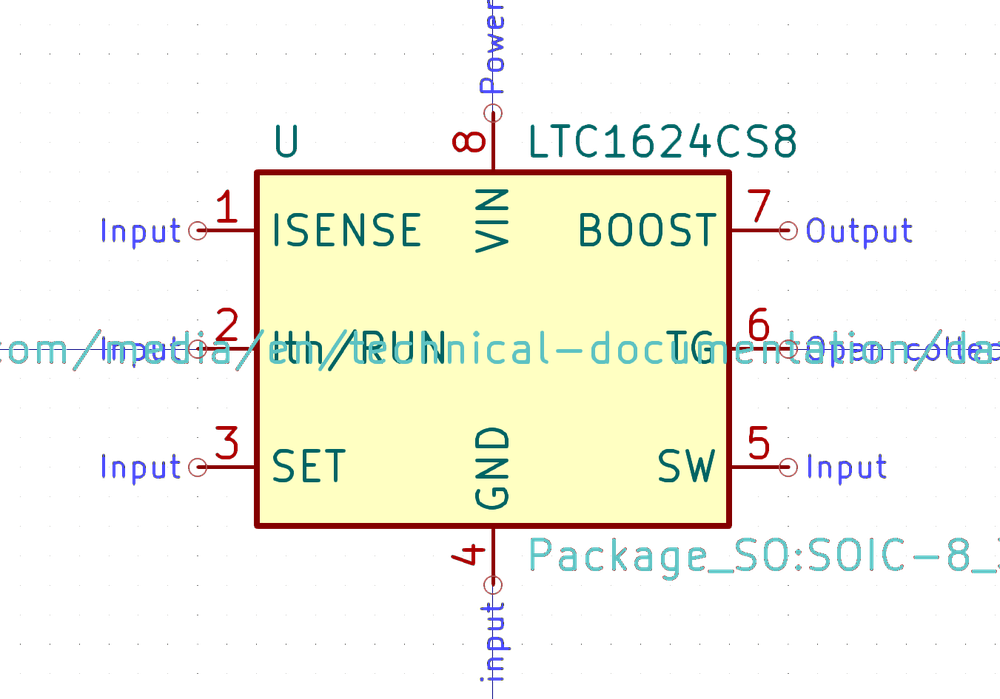 Power
U
8
LTC1624CS8
VIN
Input
1
ISENSE
BOOST
7
Output
Input
2
Ith/RUN
TG
6
Open collec
com/media/en/technical-documentation/da
Input
3
SET
GND
SW
5
Input
4
Package_SO:SOIC-8_
input